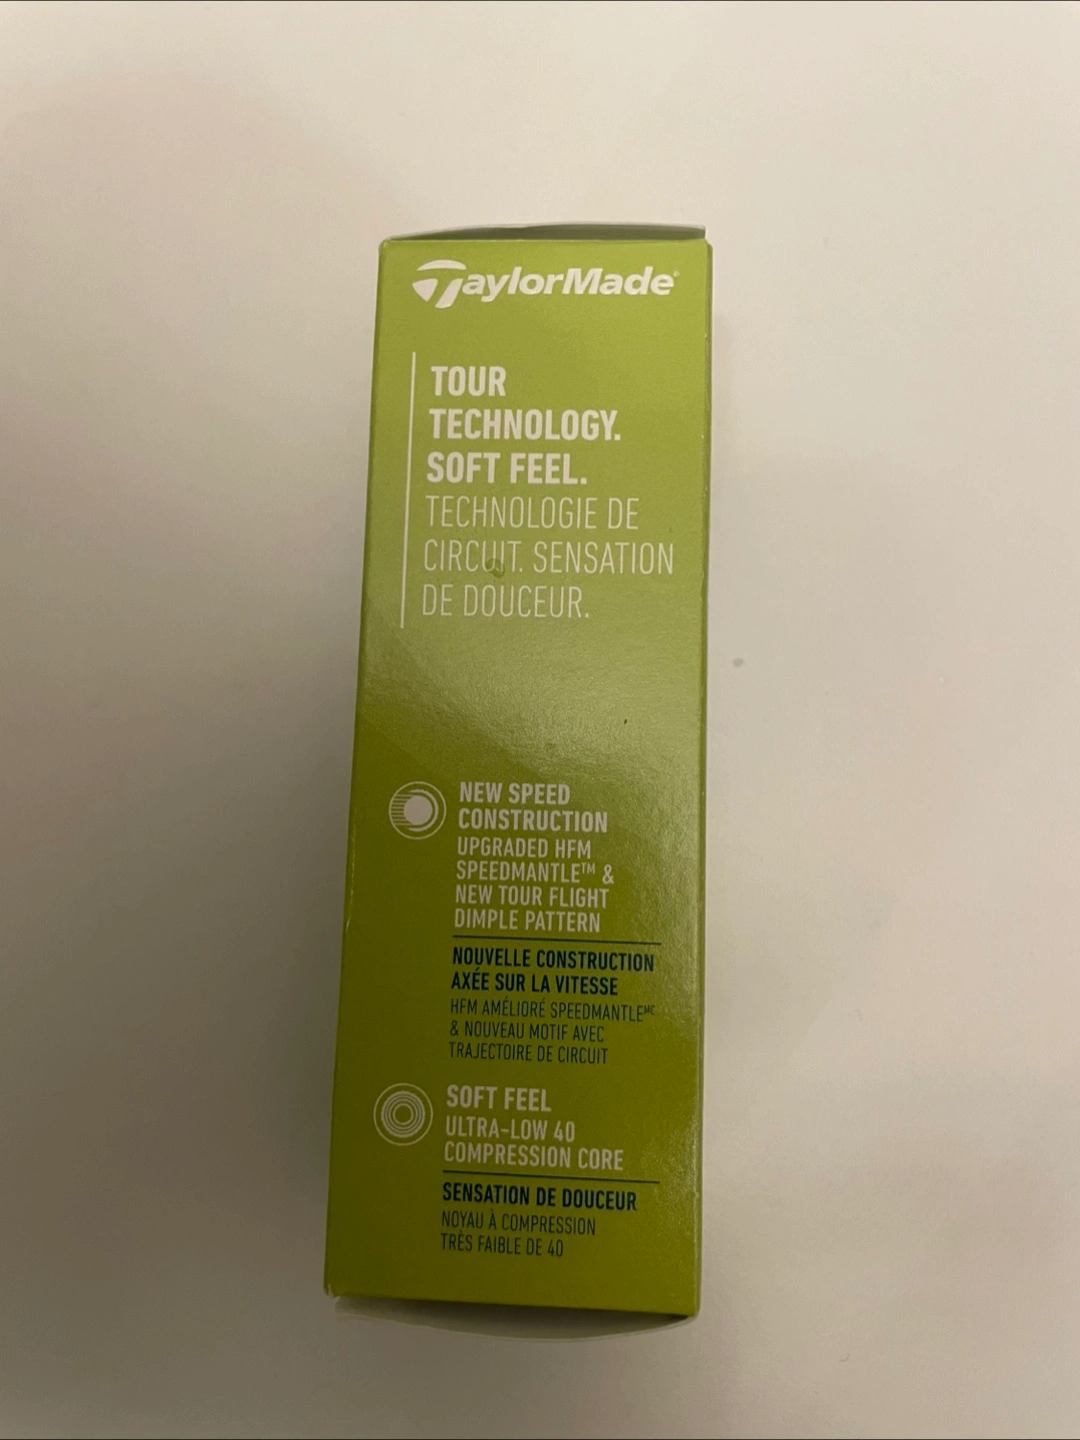 TaylorMade®
TOUR
TECHNOLOGY.
SOFT FEEL.
TECHNOLOGIE DE
CIRCUIT. SENSATION
DE DOUCEUR.
NEW SPEED
CONSTRUCTION
UPGRADED HFM
SPEEDMANTLE™ &
NEW TOUR FLIGHT
DIMPLE PATTERN
NOUVELLE CONSTRUCTION
AXÉE SUR LA VITESSE
HFM AMÉLIORÉ SPEEDMANTLEᴹᶜ
& NOUVEAU MOTIF AVEC
TRAJECTOIRE DE CIRCUIT
SOFT FEEL
ULTRA-LOW 40
COMPRESSION CORE
SENSATION DE DOUCEUR
NOYAU À COMPRESSION
TRÈS FAIBLE DE 40